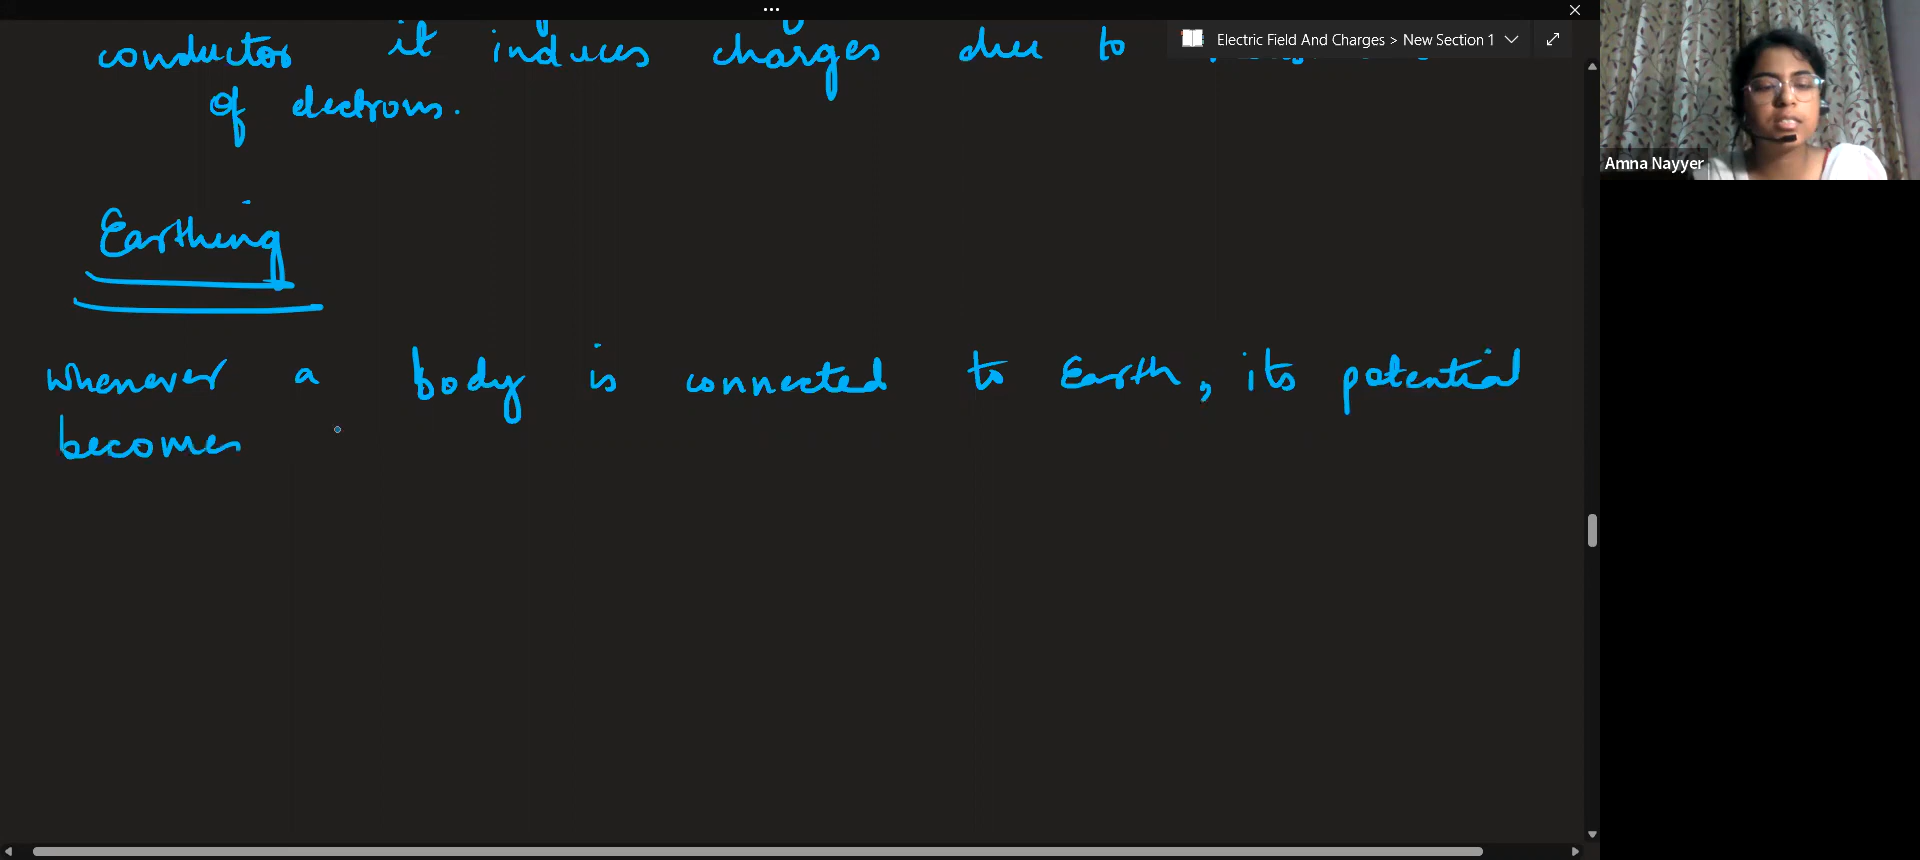 conductor it induces charges due to
of electrons.
Electric Field And Charges > New Section 1
Amna Nayyer
Earthing
whenever a body is connected to Earth, its potential
becomes